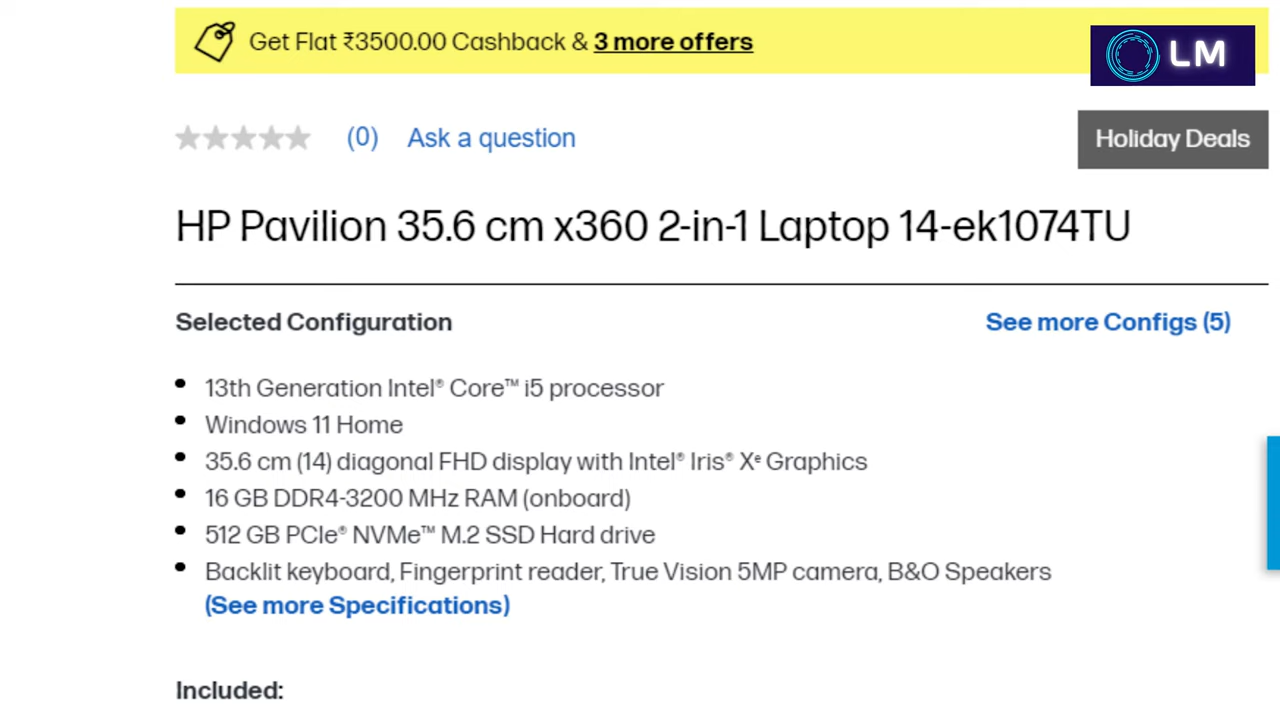 Get Flat ₹3500.00 Cashback & 3 more offers
LM
(0) Ask a question
Holiday Deals
HP Pavilion 35.6 cm x360 2-in-1 Laptop 14-ek1074TU
Selected Configuration
See more Configs (5)
13th Generation Intel® Core™ i5 processor
Windows 11 Home
35.6 cm (14) diagonal FHD display with Intel® Iris® Xᵉ Graphics
16 GB DDR4-3200 MHz RAM (onboard)
512 GB PCIe® NVMe™ M.2 SSD Hard drive
Backlit keyboard, Fingerprint reader, True Vision 5MP camera, B&O Speakers
(See more Specifications)
Included: